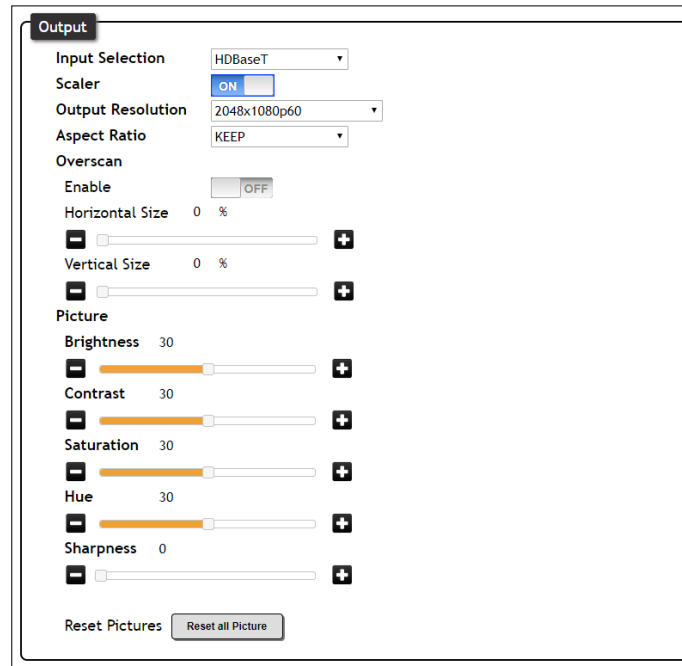 Output
Input Selection HDBaseT
Scaler ON
Output Resolution 2048x1080p60
Aspect Ratio KEEP
Overscan
Enable OFF
Horizontal Size 0 %
Vertical Size 0 %
Picture
Brightness 30
Contrast 30
Saturation 30
Hue 30
Sharpness 0
Reset Pictures Reset all Picture